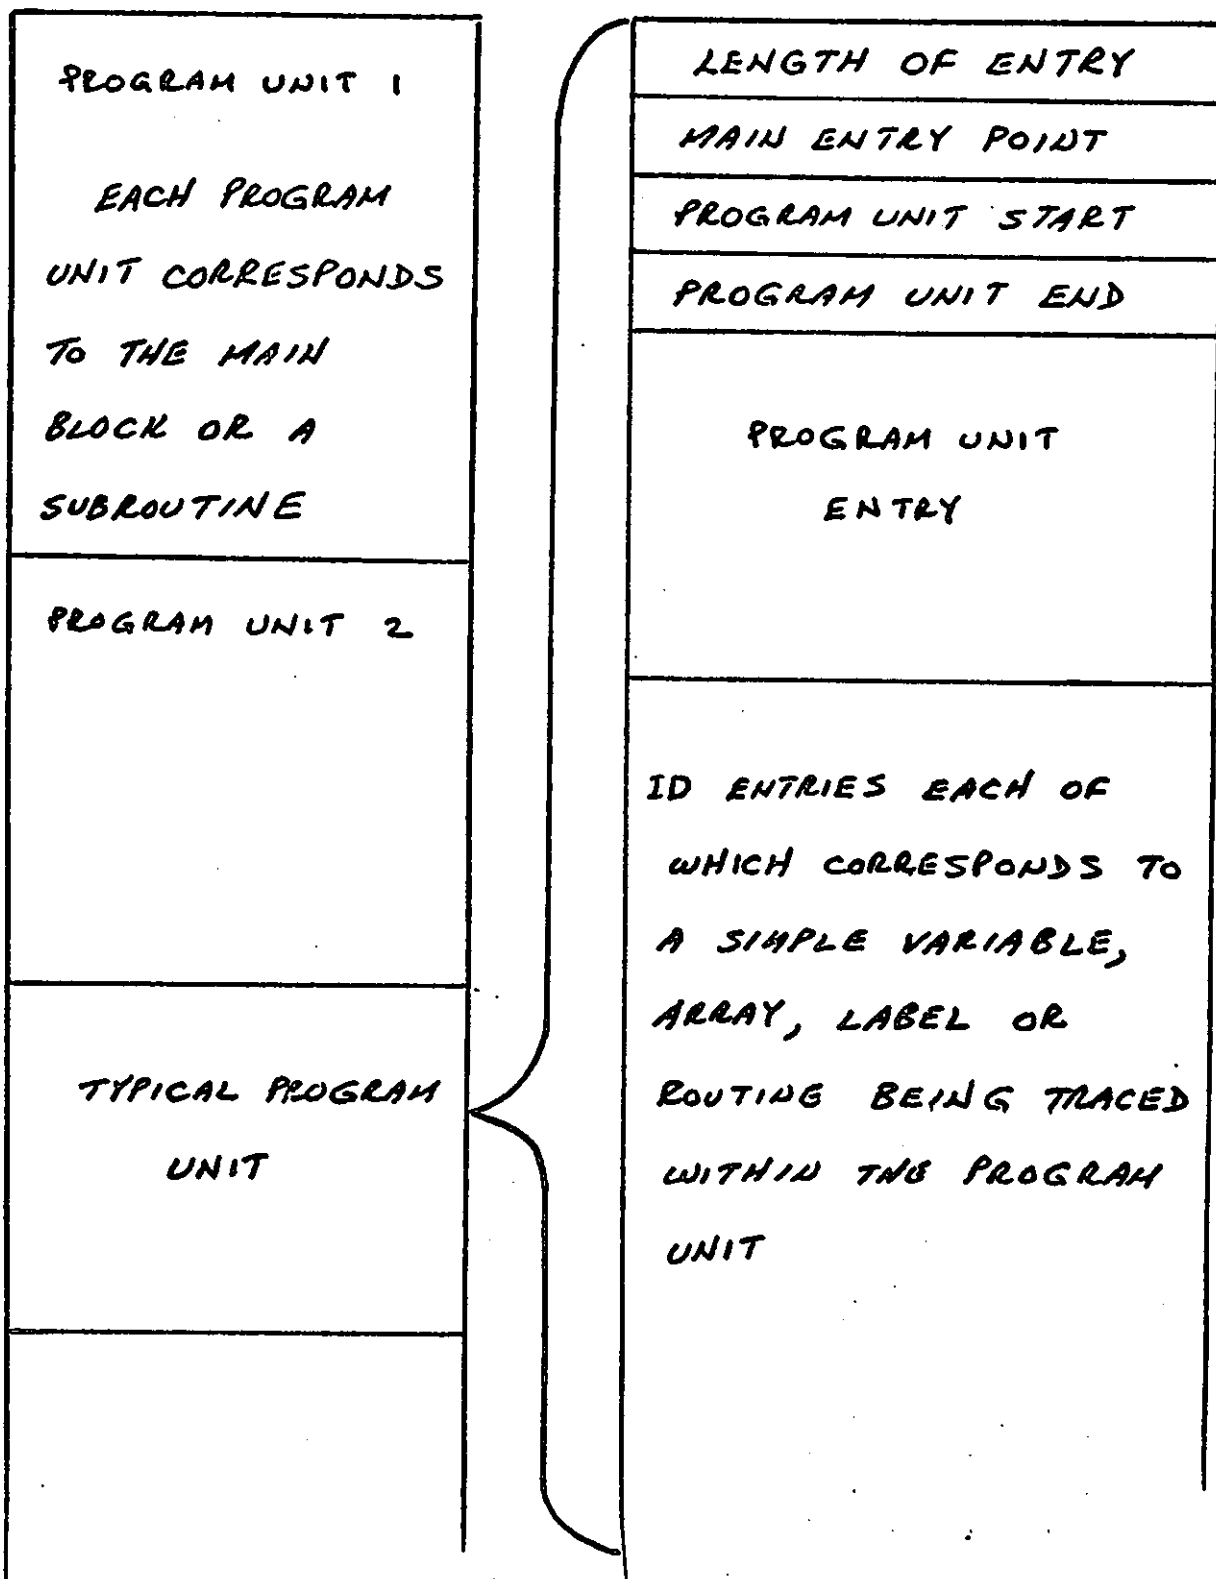 PROGRAM UNIT 1
EACH PROGRAM
UNIT CORRESPONDS
TO THE MAIN
BLOCK OR A
SUBROUTINE
PROGRAM UNIT 2
TYPICAL PROGRAM
UNIT
LENGTH OF ENTRY
MAIN ENTRY POINT
PROGRAM UNIT START
PROGRAM UNIT END
PROGRAM UNIT
ENTRY
ID ENTRIES EACH OF
WHICH CORRESPONDS TO
A SIMPLE VARIABLE,
ARRAY, LABEL OR
ROUTINE BEING TRACED
WITHIN THE PROGRAM
UNIT